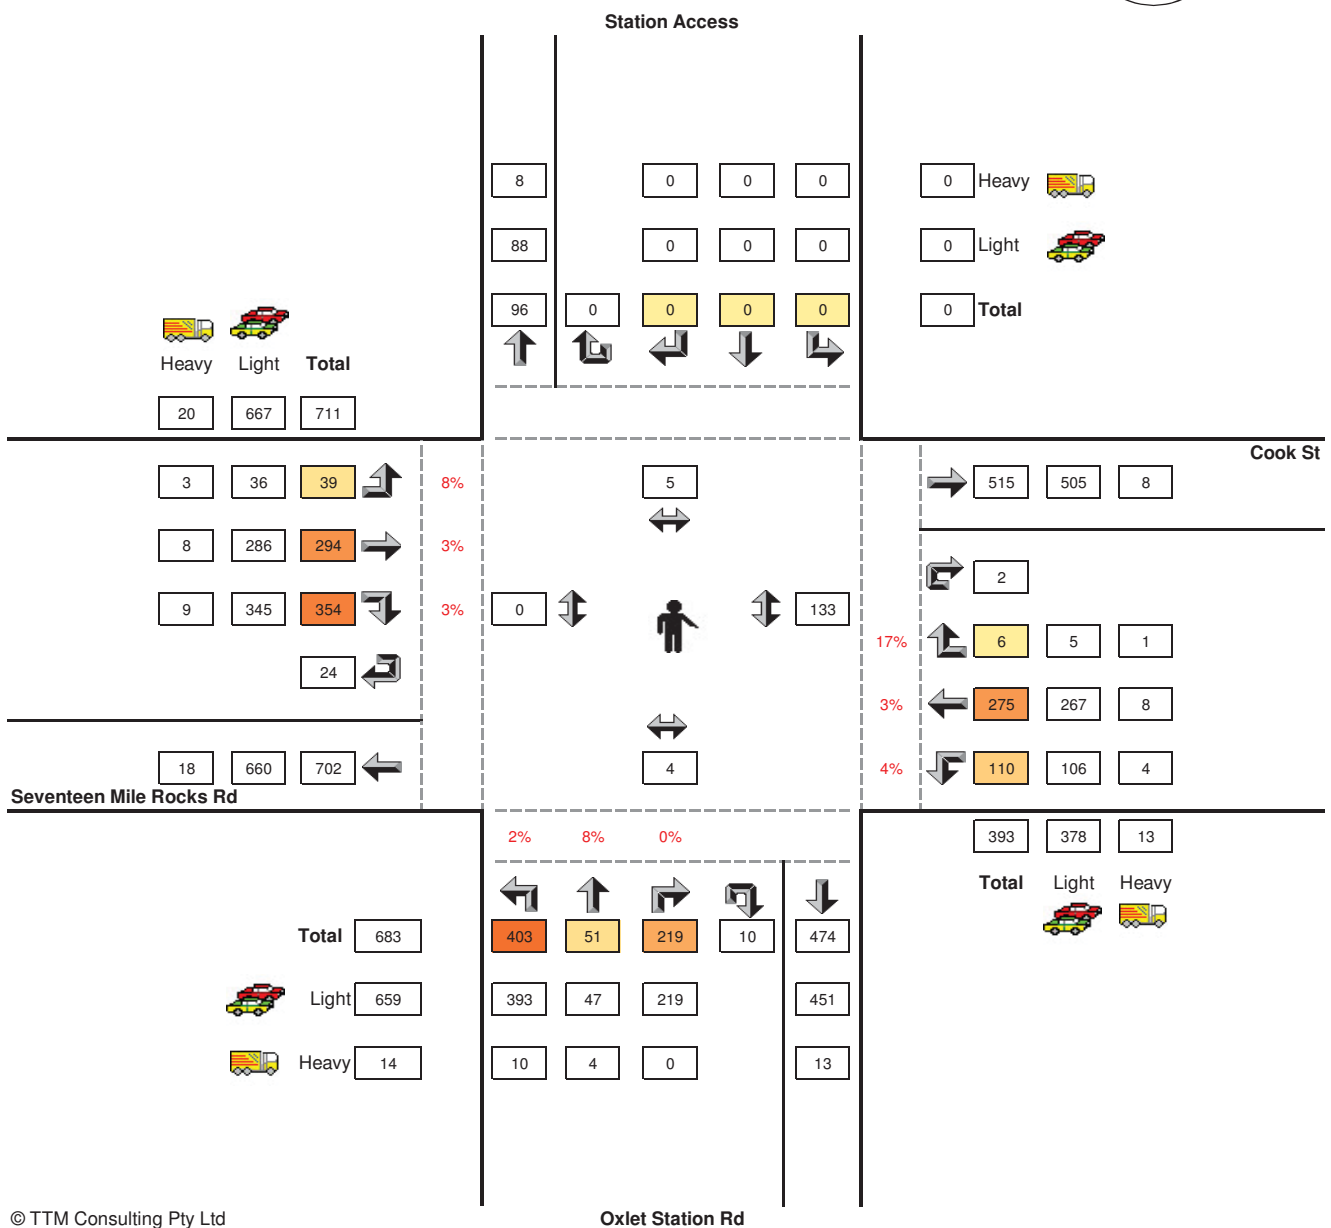 Station Access
8 0 0 0 0 Heavy
88 0 0 0 0 Light
96 0 0 0 0 0 Total
Heavy Light Total
20 667 711
Cook St
3 36 39 8% 5 515 505 8
8 286 294 3%
2
9 345 354 3% 0 133
17% 6 5 1
24
3% 275 267 8
18 660 702 4 4% 110 106 4
Seventeen Mile Rocks Rd
2% 8% 0% 393 378 13
Total Light Heavy
Total 683 403 51 219 10 474
Light 659 393 47 219 451
Heavy 14 10 4 0 13
© TTM Consulting Pty Ltd
Oxlet Station Rd